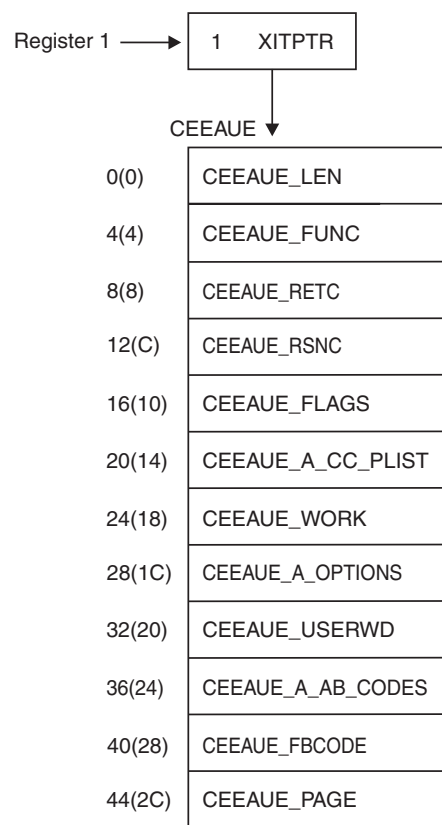 Register 1 1 XITPTR
CEEAUE
0(0) CEEAUE_LEN
4(4) CEEAUE_FUNC
8(8) CEEAUE_RETC
12(C) CEEAUE_RSNC
16(10) CEEAUE_FLAGS
20(14) CEEAUE_A_CC_PLIST
24(18) CEEAUE_WORK
28(1C) CEEAUE_A_OPTIONS
32(20) CEEAUE_USERWD
36(24) CEEAUE_A_AB_CODES
40(28) CEEAUE_FBCODE
44(2C) CEEAUE_PAGE